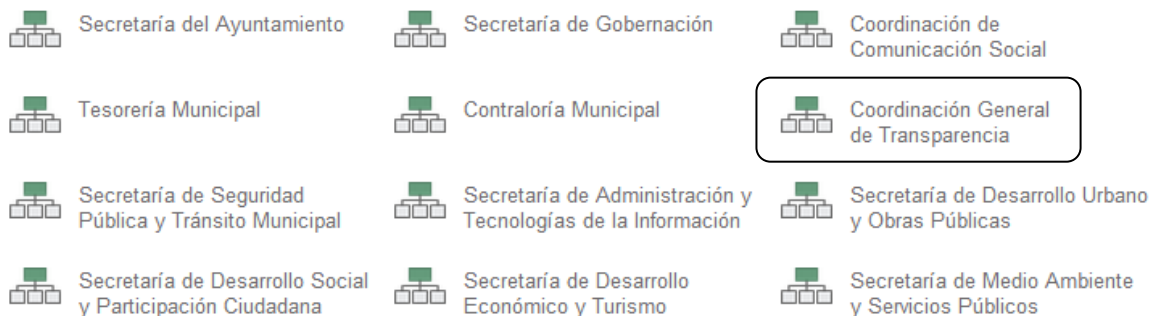 Secretaría del Ayuntamiento
Secretaría de Gobernación
Coordinación de
Comunicación Social
Tesorería Municipal
Contraloría Municipal
Coordinación General
de Transparencia
Secretaría de Seguridad
Pública y Tránsito Municipal
Secretaría de Administración y
Tecnologías de la Información
Secretaría de Desarrollo Urbano
y Obras Públicas
Secretaría de Desarrollo Social
y Participación Ciudadana
Secretaría de Desarrollo
Económico y Turismo
Secretaría de Medio Ambiente
y Servicios Públicos